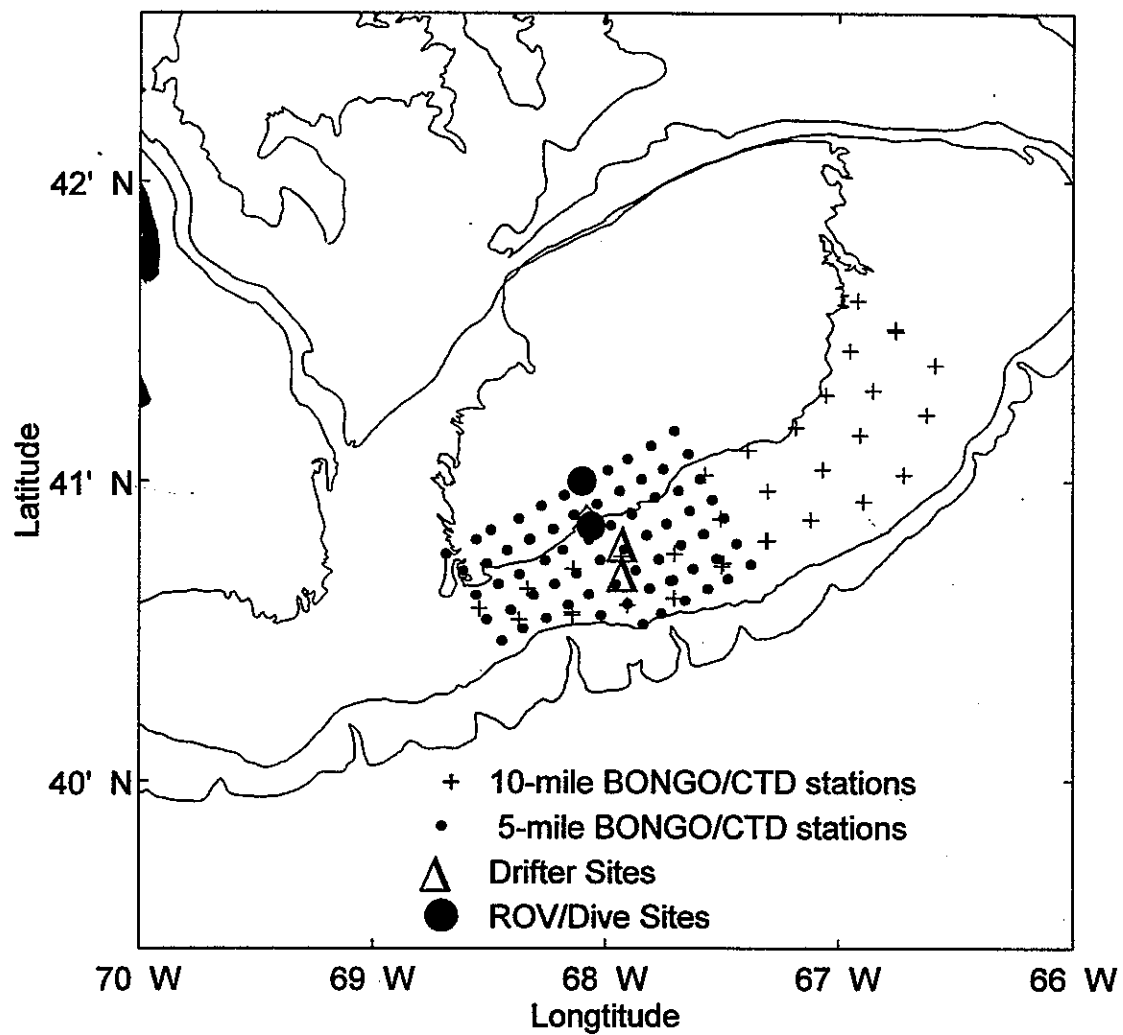 42' N
41' N
40' N
Latitude
+ 10-mile BONGO/CTD stations
• 5-mile BONGO/CTD stations
Drifter Sites
ROV/Dive Sites
70 W
69 W
68 W
67 W
66 W
Longtitude